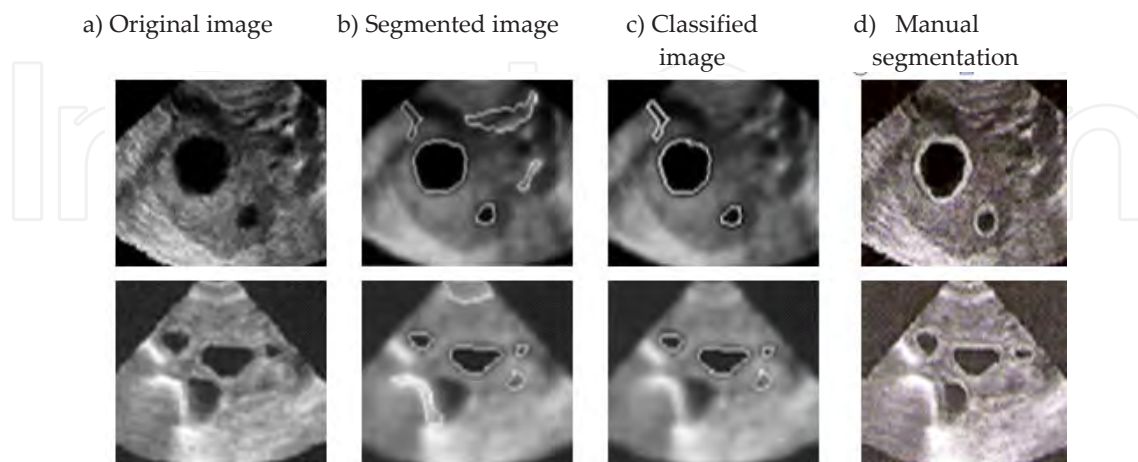 a) Original image
b) Segmented image
c) Classified
image
d) Manual
segmentation